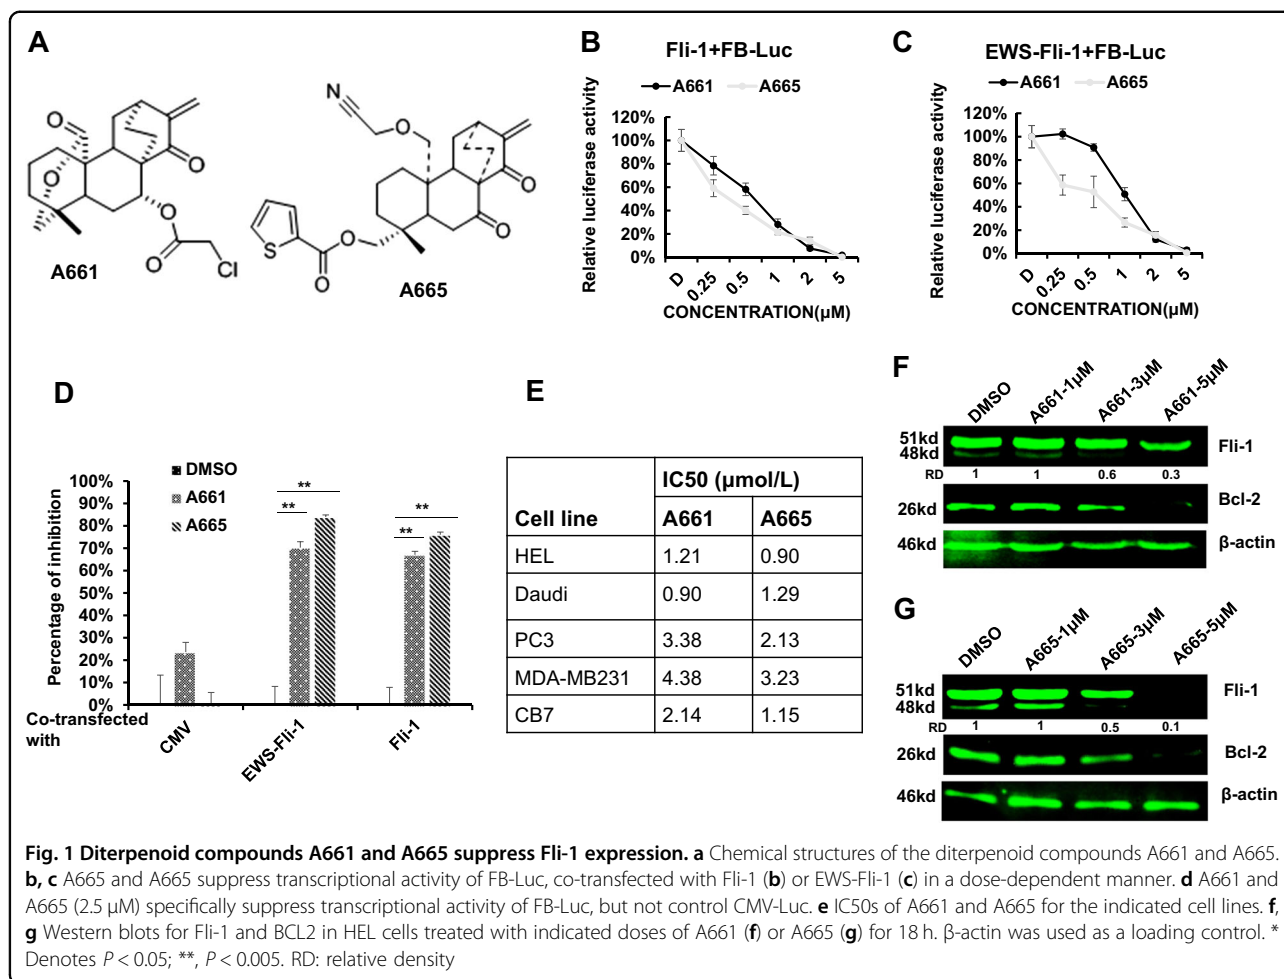 A
O
O
O
O
O
Cl
A661
N
O
O
O
O
O
S
A665
B
Fli-1+FB-Luc
A661 A665
Relative luciferase activity
120%
100%
80%
60%
40%
20%
0%
D 0.25 0.5 1 2 5
CONCENTRATION(µM)
C
EWS-Fli-1+FB-Luc
A661 A665
Relative luciferase activity
120%
100%
80%
60%
40%
20%
0%
D 0.25 0.5 1 2 5
CONCENTRATION(µM)
D
Percentage of inhibition
100%
90%
80%
70%
60%
50%
40%
30%
20%
10%
0%
DMSO
A661
A665
**
**
**
**
Co-transfected
with
CMV EWS-Fli-1 Fli-1
E
IC50 (µmol/L)
Cell line A661 A665
HEL 1.21 0.90
Daudi 0.90 1.29
PC3 3.38 2.13
MDA-MB231 4.38 3.23
CB7 2.14 1.15
F
DMSO A661-1µM A661-3µM A661-5µM
51kd
48kd
Fli-1
RD 1 1 0.6 0.3
26kd Bcl-2
46kd β-actin
G
DMSO A665-1µM A665-3µM A665-5µM
51kd
48kd
Fli-1
RD 1 1 0.5 0.1
26kd Bcl-2
46kd β-actin
Fig. 1 Diterpenoid compounds A661 and A665 suppress Fli-1 expression. a Chemical structures of the diterpenoid compounds A661 and A665.
b, c A665 and A665 suppress transcriptional activity of FB-Luc, co-transfected with Fli-1 (b) or EWS-Fli-1 (c) in a dose-dependent manner. d A661 and
A665 (2.5 µM) specifically suppress transcriptional activity of FB-Luc, but not control CMV-Luc. e IC50s of A661 and A665 for the indicated cell lines. f,
g Western blots for Fli-1 and BCL2 in HEL cells treated with indicated doses of A661 (f) or A665 (g) for 18 h. β-actin was used as a loading control. *
Denotes P < 0.05; **, P < 0.005. RD: relative density